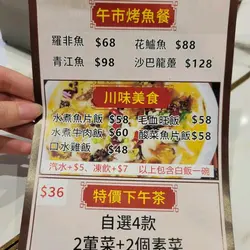 午市烤魚餐
羅非魚 $68 花鱸魚 $88
青江魚 $98 沙巴龍躉 $128
川味美食
水煮魚片飯 $58 毛血旺飯 $58
水煮牛肉飯 $60 酸菜魚片飯 $58
口水雞飯 $48
汽水+$5、凍飲+$7 以上包含白飯一碗
$36 特價下午茶
自選4款
2葷菜+2個素菜